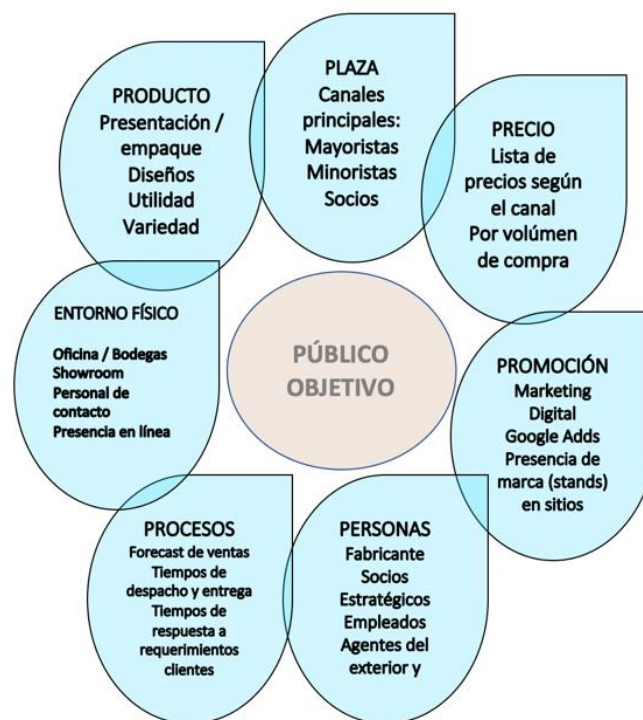 PRODUCTO
Presentación /
empaque
Diseños
Utilidad
Variedad
PLAZA
Canales
principales:
Mayoristas
Minoristas
Socios
PRECIO
Lista de
precios según
el canal
Por volúmen
de compra
ENTORNO FÍSICO
Oficina / Bodegas
Showroom
Personal de
contacto
Presencia en línea
PÚBLICO
OBJETIVO
PROMOCIÓN
Marketing
Digital
Google Adds
Presencia de
marca (stands)
en sitios
PROCESOS
Forecast de ventas
Tiempos de
despacho y entrega
Tiempos de
respuesta a
requerimientos
clientes
PERSONAS
Fabricante
Socios
Estratégicos
Empleados
Agentes del
exterior y